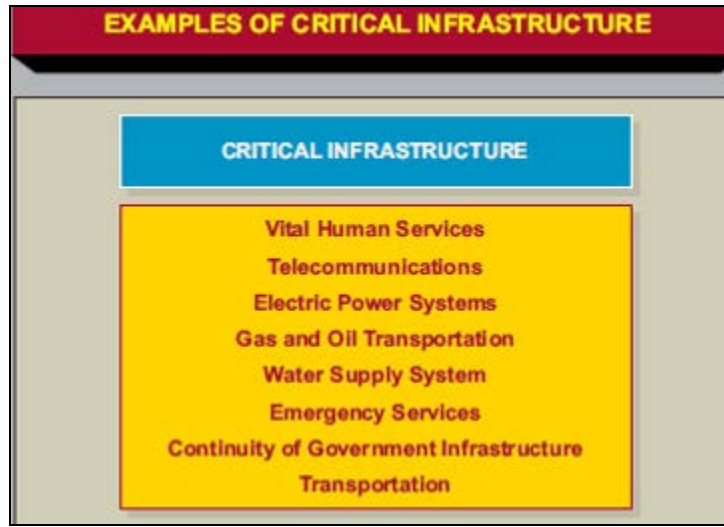 EXAMPLES OF CRITICAL INFRASTRUCTURE
CRITICAL INFRASTRUCTURE
Vital Human Services
Telecommunications
Electric Power Systems
Gas and Oil Transportation
Water Supply System
Emergency Services
Continuity of Government Infrastructure
Transportation